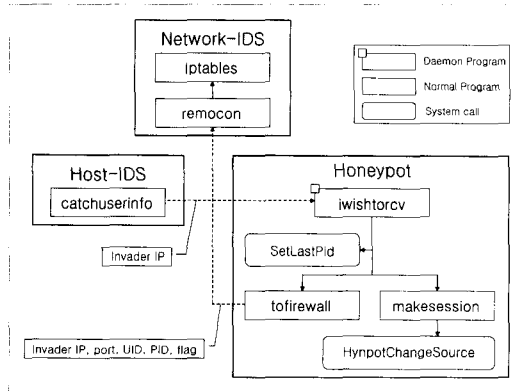 Network-IDS
iptables
remocon
Daemon Program
Normal Program
System call
Host-IDS
catchuserinfo
Invader IP
Honeypot
iwishtorcv
SetLastPid
tofirewall
makesession
HynpotChangeSource
Invader IP, port, UID, PID, flag